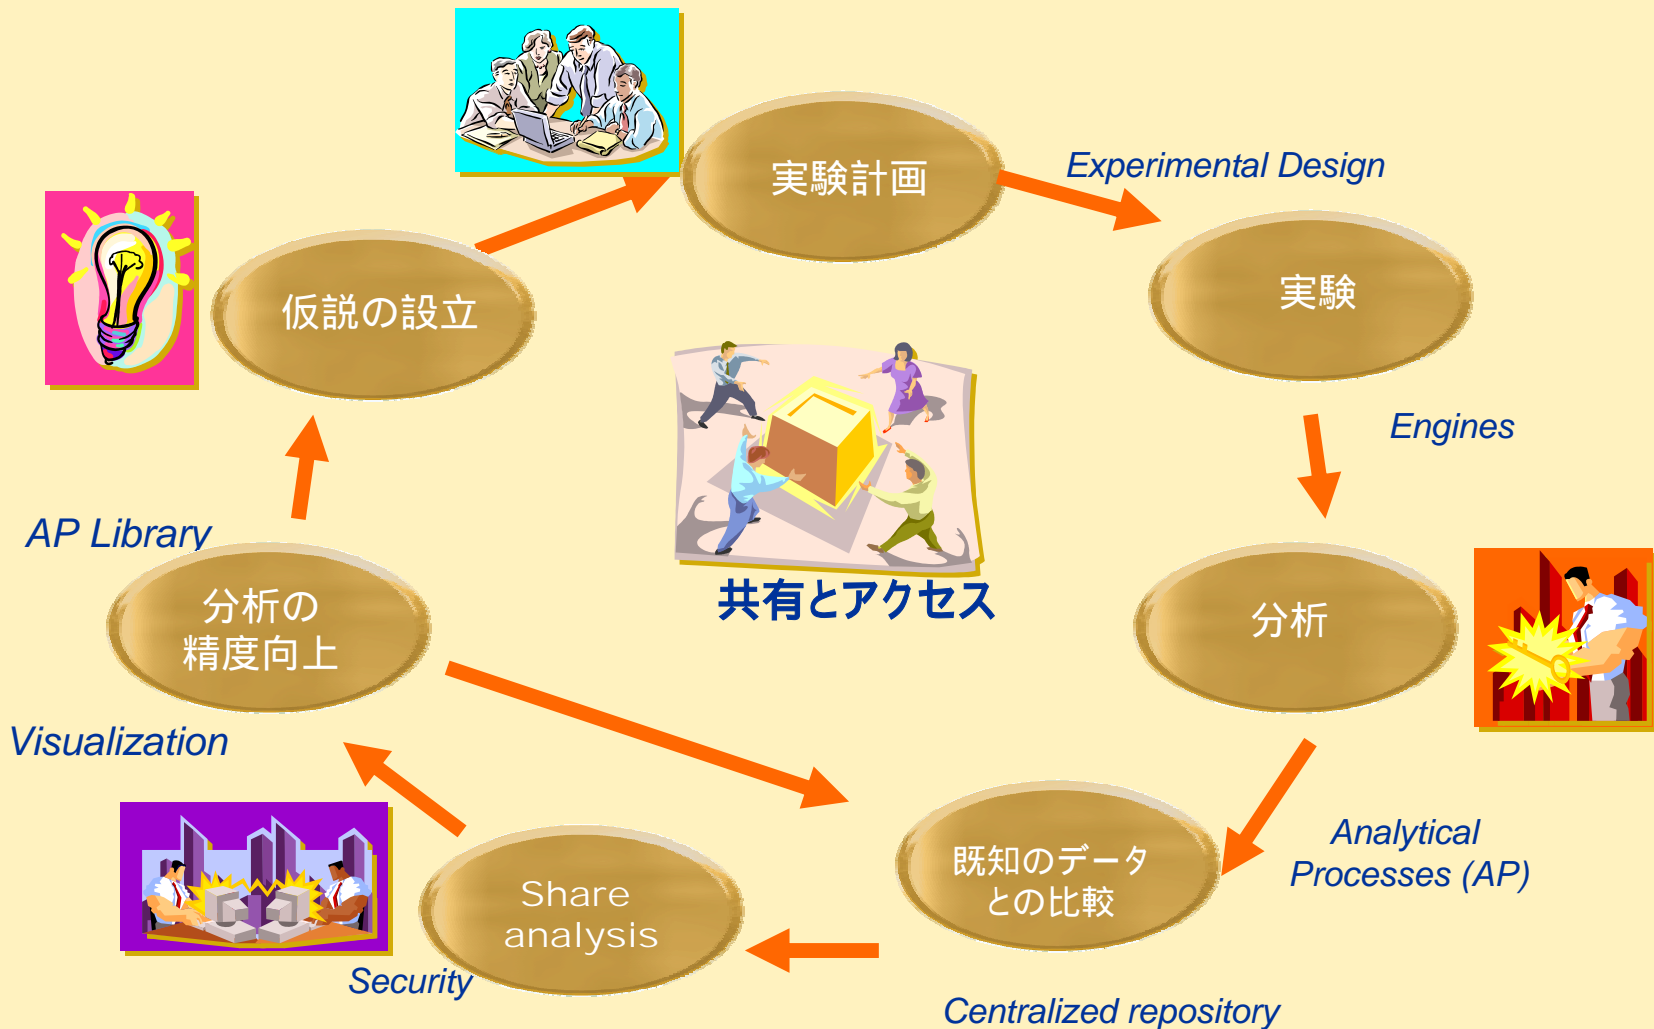 実験計画
Experimental Design
実験
仮説の設立
Engines
共有とアクセス
AP Library
分析の
精度向上
分析
Visualization
Analytical
Processes (AP)
既知のデータ
との比較
Share
analysis
Security
Centralized repository